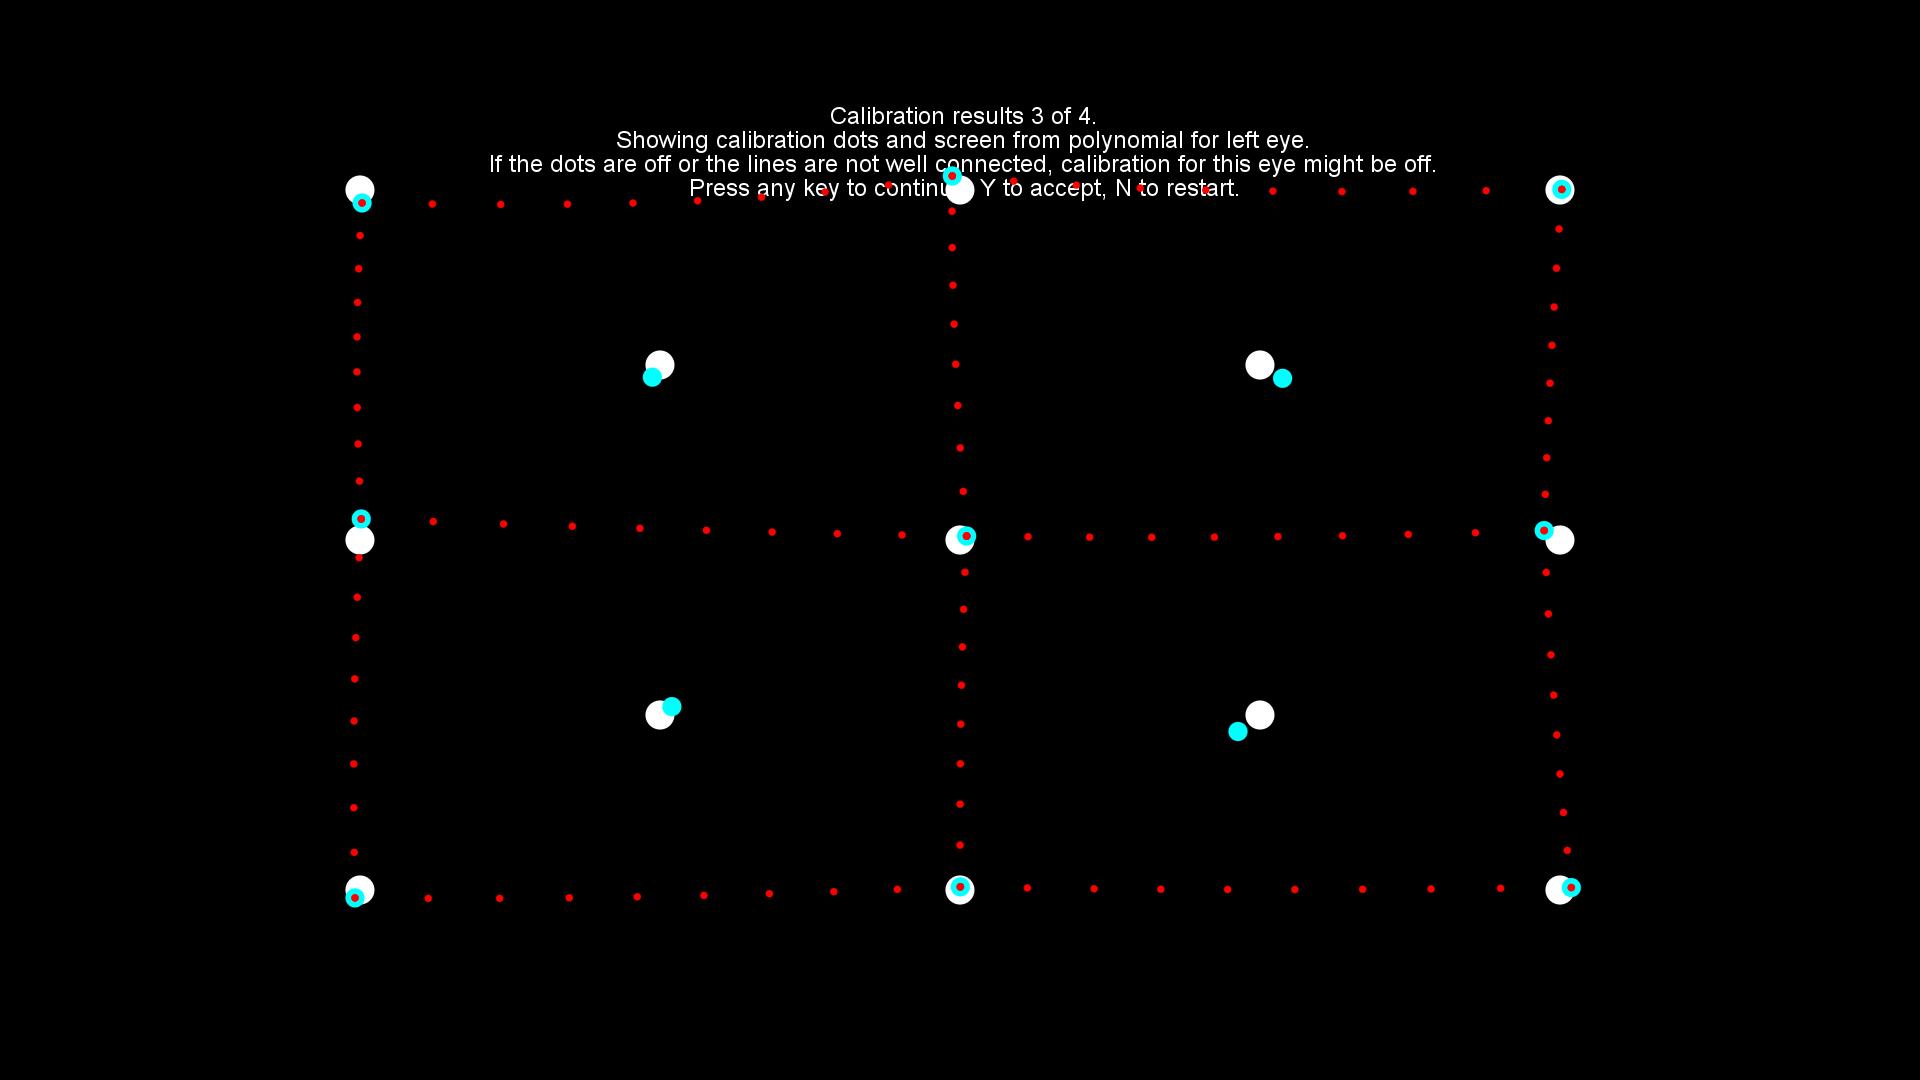 Calibration results 3 of 4.
Showing calibration dots and screen from polynomial for left eye.
If the dots are off or the lines are not well connected, calibration for this eye might be off.
Press any key to continue, Y to accept, N to restart.